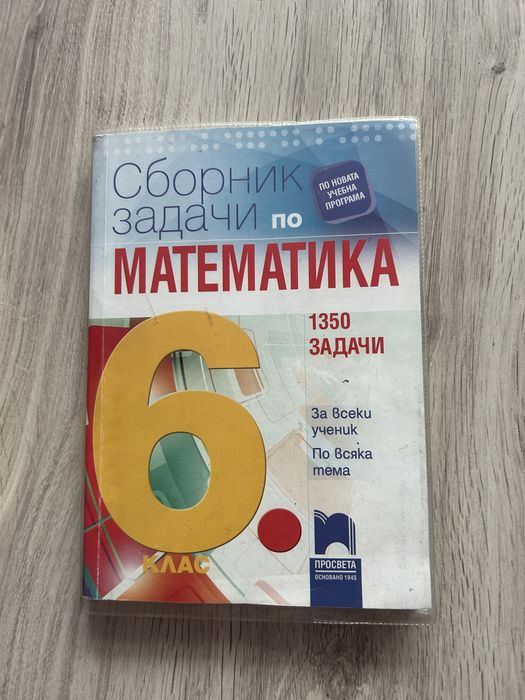 Сборник
задачи по
МАТЕМАТИКА
ПО НОВАТА
УЧЕБНА
ПРОГРАМА
1350
ЗАДАЧИ
За всеки
ученик
По всяка
тема
6.
КЛАС
ПРОСВЕТА
ОСНОВАНО 1945